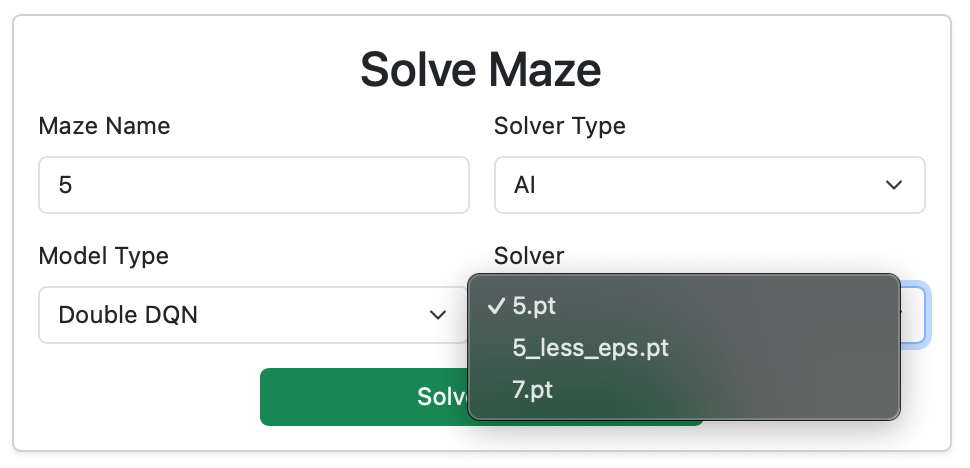 Solve Maze
Maze Name
Solver Type
5
AI
Model Type
Solver
Double DQN
5.pt
5_less_eps.pt
7.pt
Solv